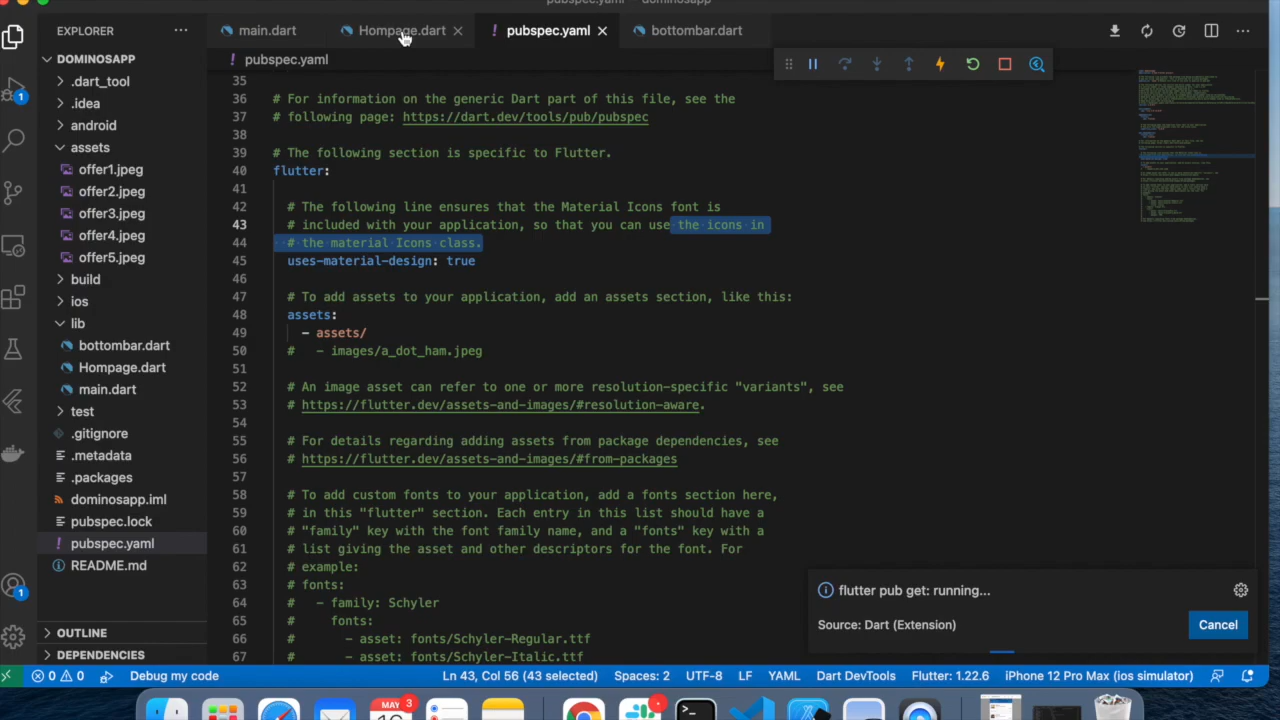 pubspec.yaml — dominosapp
EXPLORER
main.dart
Hompage.dart
pubspec.yaml
bottombar.dart
DOMINOSAPP
pubspec.yaml
.dart_tool
.idea
android
assets
offer1.jpeg
offer2.jpeg
offer3.jpeg
offer4.jpeg
offer5.jpeg
build
ios
lib
bottombar.dart
Hompage.dart
main.dart
test
.gitignore
.metadata
.packages
dominosapp.iml
pubspec.lock
pubspec.yaml
README.md
OUTLINE
DEPENDENCIES
1
1
35
36 # For information on the generic Dart part of this file, see the
37 # following page: https://dart.dev/tools/pub/pubspec
38
39 # The following section is specific to Flutter.
40 flutter:
41
42 # The following line ensures that the Material Icons font is
43 # included with your application, so that you can use the icons in
44 # the material Icons class.
45 uses-material-design: true
46
47 # To add assets to your application, add an assets section, like this:
48 assets:
49 - assets/
50 # - images/a_dot_ham.jpeg
51
52 # An image asset can refer to one or more resolution-specific "variants", see
53 # https://flutter.dev/assets-and-images/#resolution-aware.
54
55 # For details regarding adding assets from package dependencies, see
56 # https://flutter.dev/assets-and-images/#from-packages
57
58 # To add custom fonts to your application, add a fonts section here,
59 # in this "flutter" section. Each entry in this list should have a
60 # "family" key with the font family name, and a "fonts" key with a
61 # list giving the asset and other descriptors for the font. For
62 # example:
63 # fonts:
64 # - family: Schyler
65 # fonts:
66 # - asset: fonts/Schyler-Regular.ttf
67 # - asset: fonts/Schyler-Italic.ttf
flutter pub get: running...
Source: Dart (Extension)
Cancel
0 0
Debug my code
Ln 43, Col 56 (43 selected)
Spaces: 2
UTF-8
LF
YAML
Dart DevTools
Flutter: 1.22.6
iPhone 12 Pro Max (ios simulator)
MAY
3